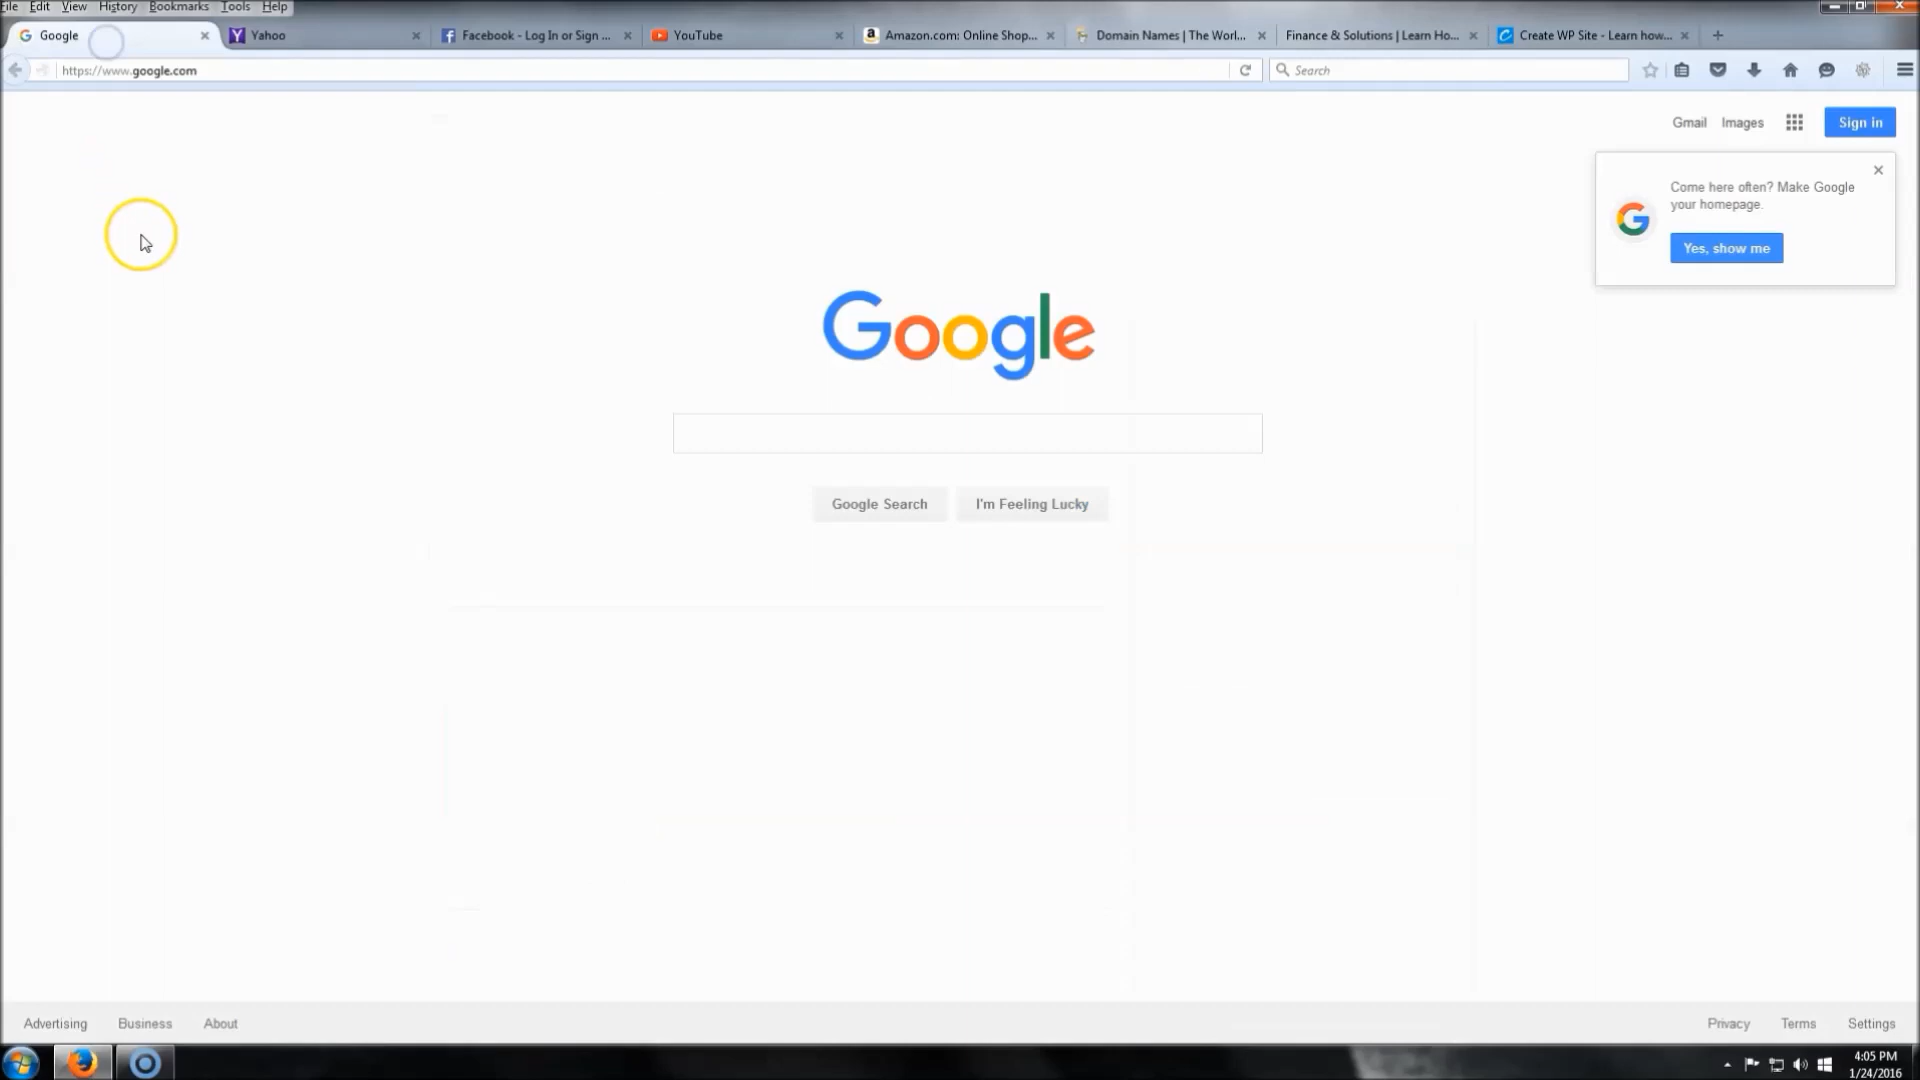 File Edit View History Bookmarks Tools Help
Google Yahoo Facebook - Log In or Sign ... YouTube Amazon.com: Online Shop... Domain Names | The Worl... Finance & Solutions | Learn Ho... Create WP Site - Learn how...
https://www.google.com Search
Gmail Images Sign in
Come here often? Make Google
your homepage.
Yes, show me
Google
Google Search I'm Feeling Lucky
Advertising Business About Privacy Terms Settings
4:05 PM
1/24/2016